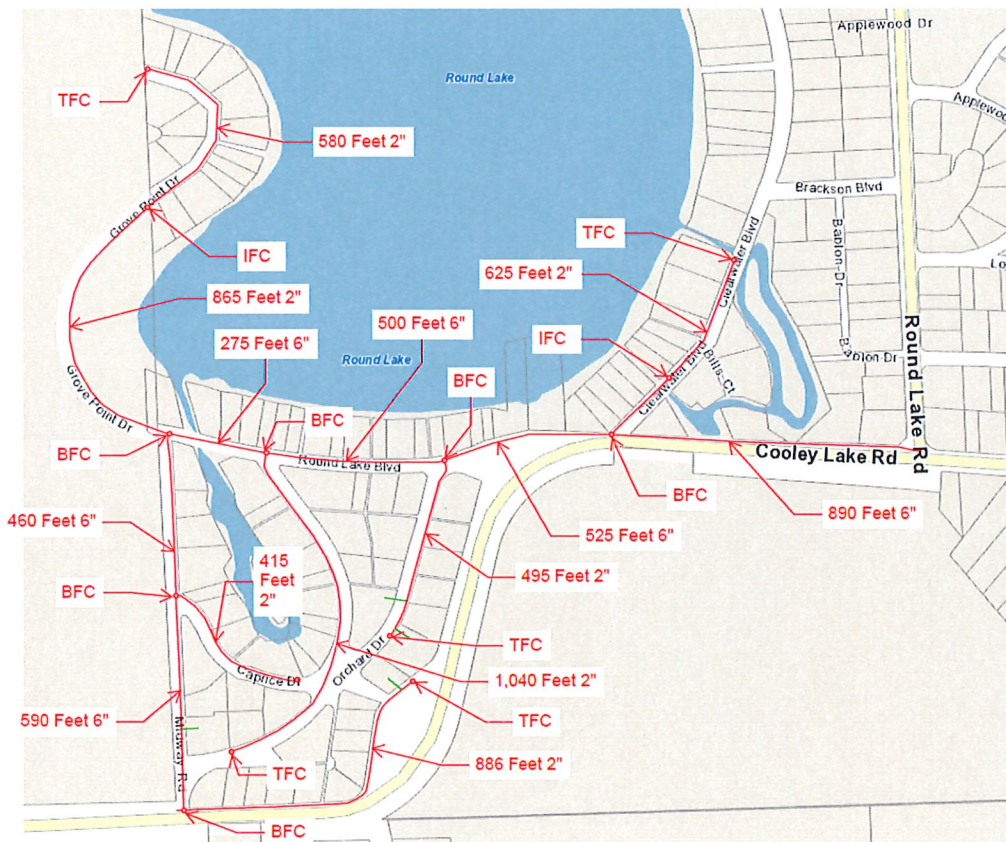 Applewood Dr
Round Lake
TFC
Applewood
580 Feet 2"
Brackson Blvd
Grove Point Dr
Bablon-Dr
TFC
Clearwater Blvd
IFC
Lo
625 Feet 2"
865 Feet 2"
500 Feet 6"
Round Lake Rd
275 Feet 6"
IFC
Round Lake
Bablon Dr
BFC
Clearwater Blvd
Bills-Ct
Grove Point Dr
BFC
BFC
Round Lake Blvd
Cooley Lake Rd
BFC
890 Feet 6"
460 Feet 6"
525 Feet 6"
415
Feet
2"
495 Feet 2"
BFC
TFC
Orchard Dr
Caprice Dr
1,040 Feet 2"
590 Feet 6"
Midway Rd
TFC
886 Feet 2"
TFC
BFC